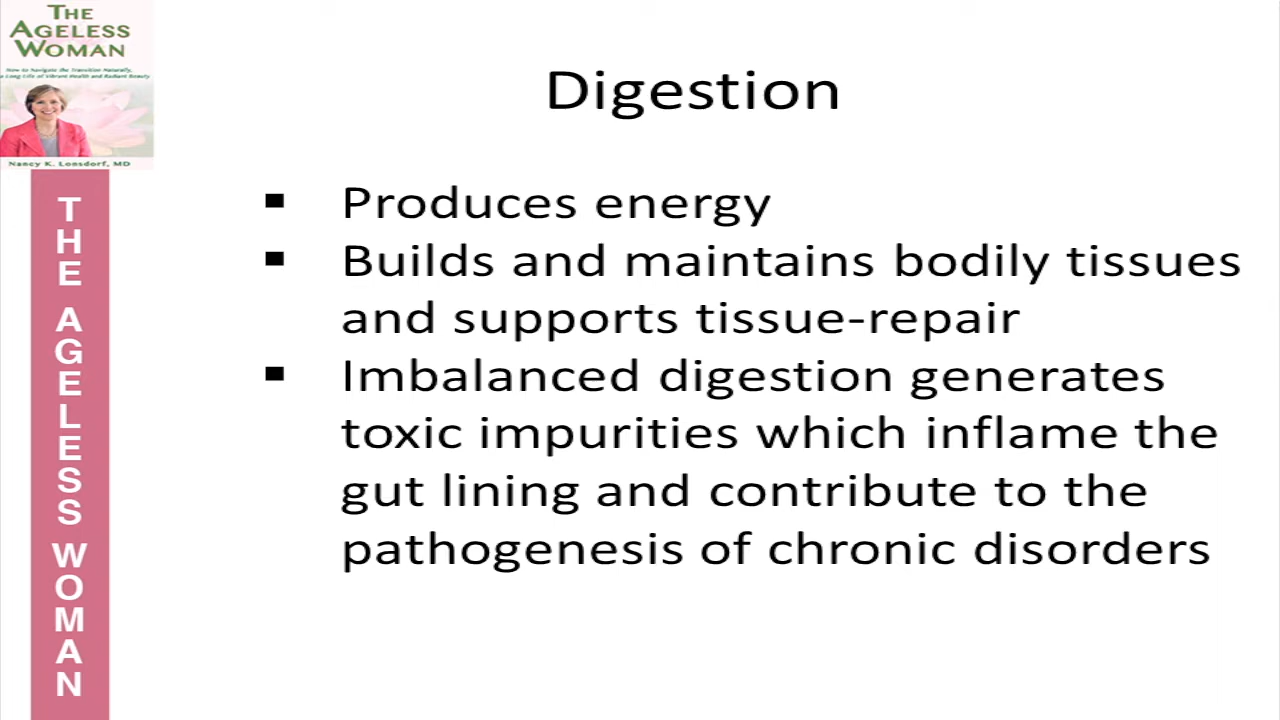 THE
AGELESS
WOMAN
How to Navigate the Transition Naturally,
a Long Life of Vibrant Health and Radiant Beauty
Nancy K. Lonsdorf, MD
THE AGELESS WOMAN
Digestion
▪ Produces energy
▪ Builds and maintains bodily tissues
and supports tissue-repair
▪ Imbalanced digestion generates
toxic impurities which inflame the
gut lining and contribute to the
pathogenesis of chronic disorders